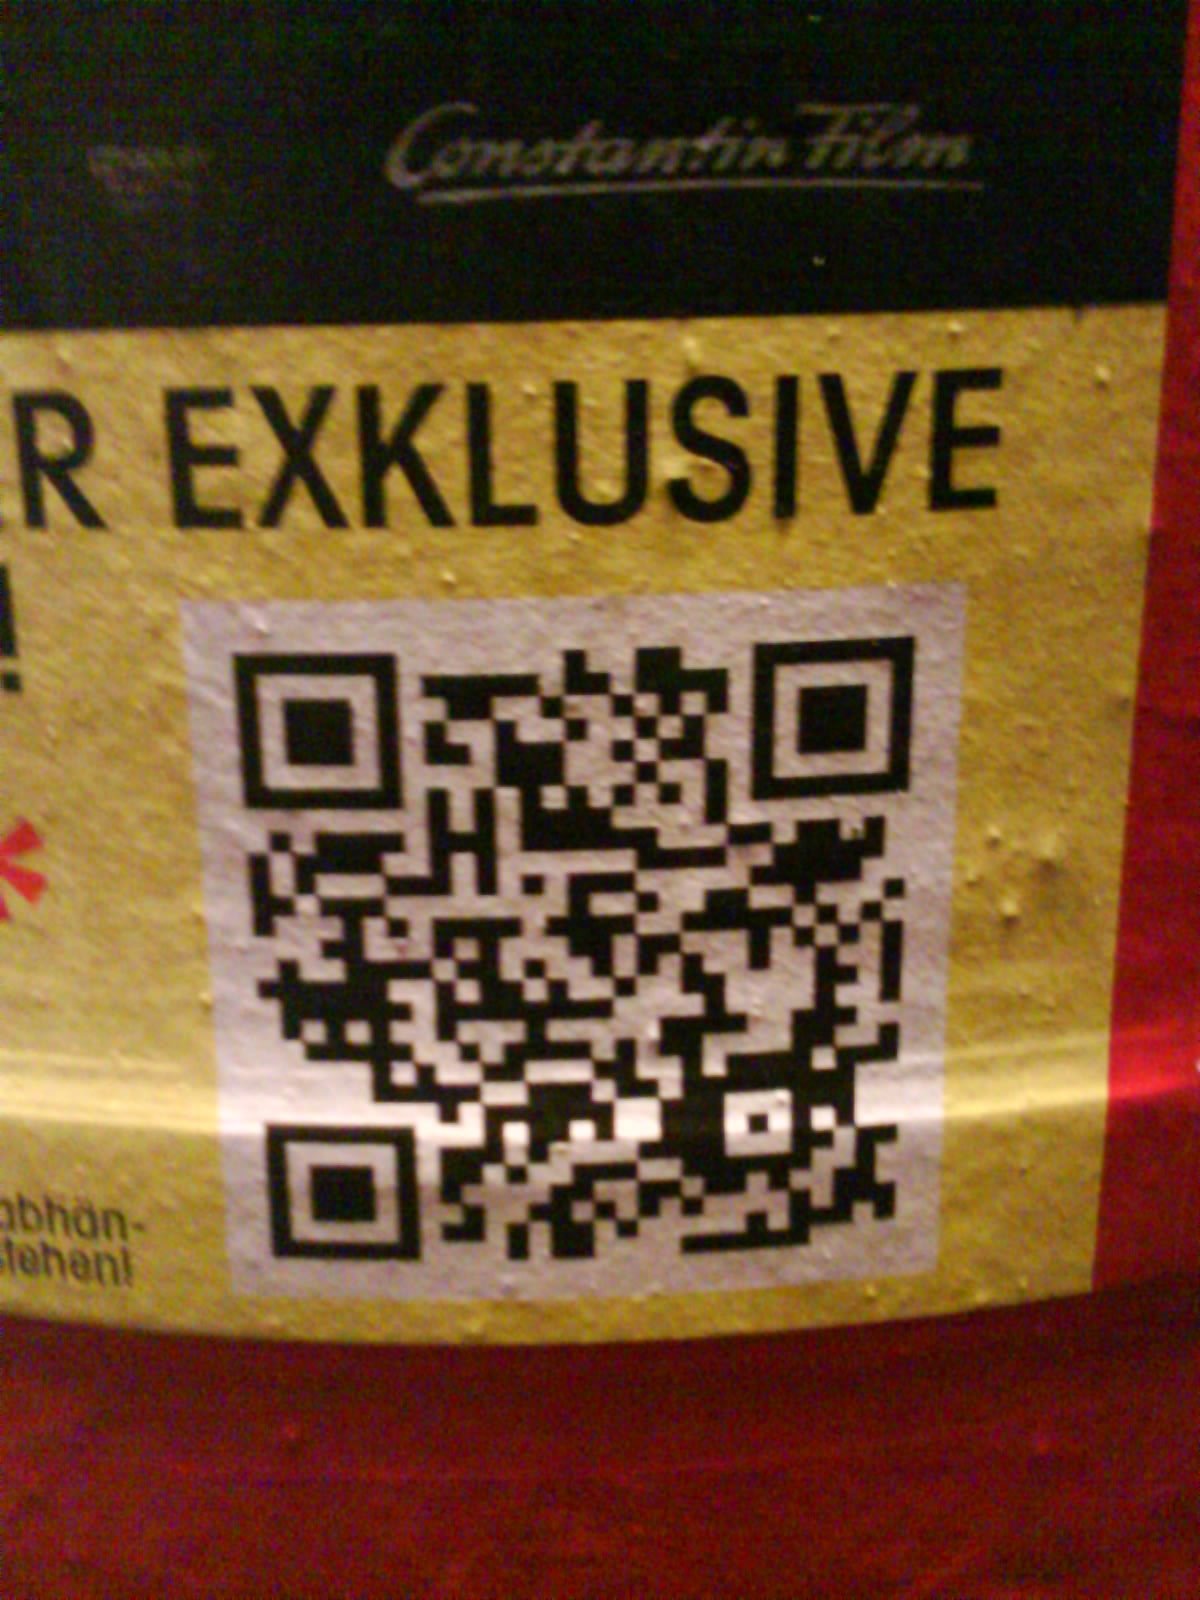 Constantin Film
R EXKLUSIVE
!
*
abhän-
stehen!